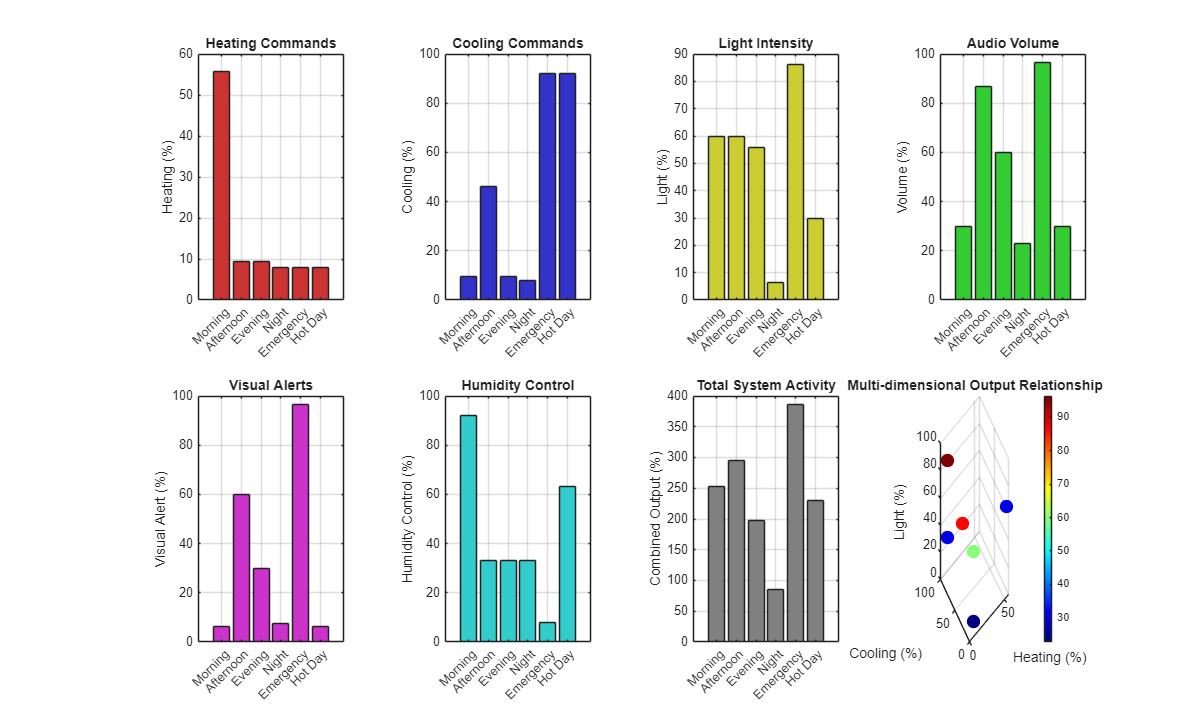 Heating Commands
Heating (%)
60
50
40
30
20
10
0
Morning
Afternoon
Evening
Night
Emergency
Hot Day
Cooling Commands
Cooling (%)
100
80
60
40
20
0
Morning
Afternoon
Evening
Night
Emergency
Hot Day
Light Intensity
Light (%)
90
80
70
60
50
40
30
20
10
0
Morning
Afternoon
Evening
Night
Emergency
Hot Day
Audio Volume
Volume (%)
100
80
60
40
20
0
Morning
Afternoon
Evening
Night
Emergency
Hot Day
Visual Alerts
Visual Alert (%)
100
80
60
40
20
0
Morning
Afternoon
Evening
Night
Emergency
Hot Day
Humidity Control
Humidity Control (%)
100
80
60
40
20
0
Morning
Afternoon
Evening
Night
Emergency
Hot Day
Total System Activity
Combined Output (%)
400
350
300
250
200
150
100
50
0
Morning
Afternoon
Evening
Night
Emergency
Hot Day
Multi-dimensional Output Relationship
Light (%)
100
80
60
40
20
0
100
50
0
Cooling (%)
0
50
Heating (%)
90
80
70
60
50
40
30